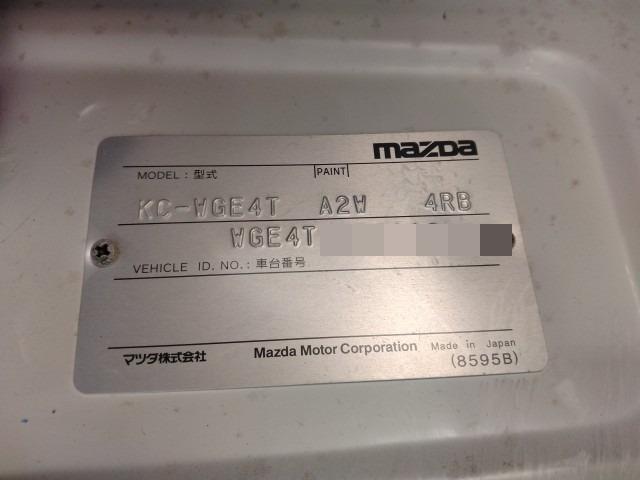 mazda
MODEL : 型式 PAINT
KC-WGE4T A2W 4RB
WGE4T
VEHICLE ID. NO. : 車台番号
マツダ株式会社 Mazda Motor Corporation Made in Japan
(8595B)